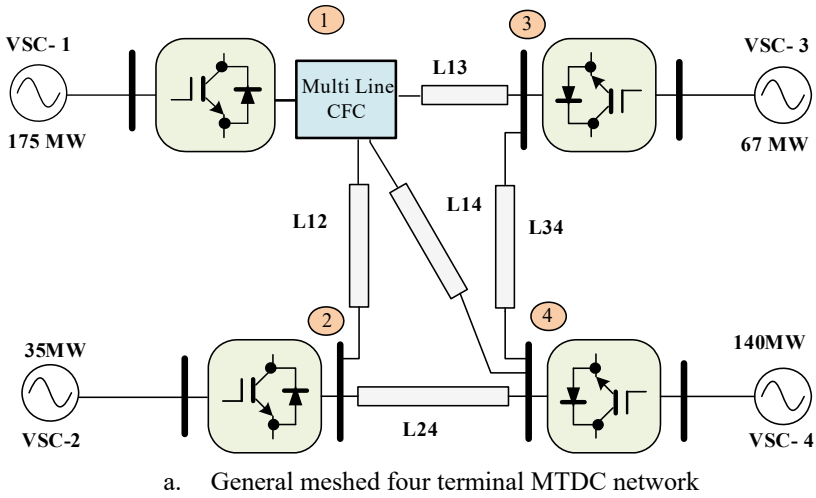 1
3
VSC- 1
VSC- 3
L13
Multi Line
CFC
175 MW
67 MW
L12
L14
L34
2
4
35MW
140MW
VSC-2
L24
VSC- 4
a. General meshed four terminal MTDC network